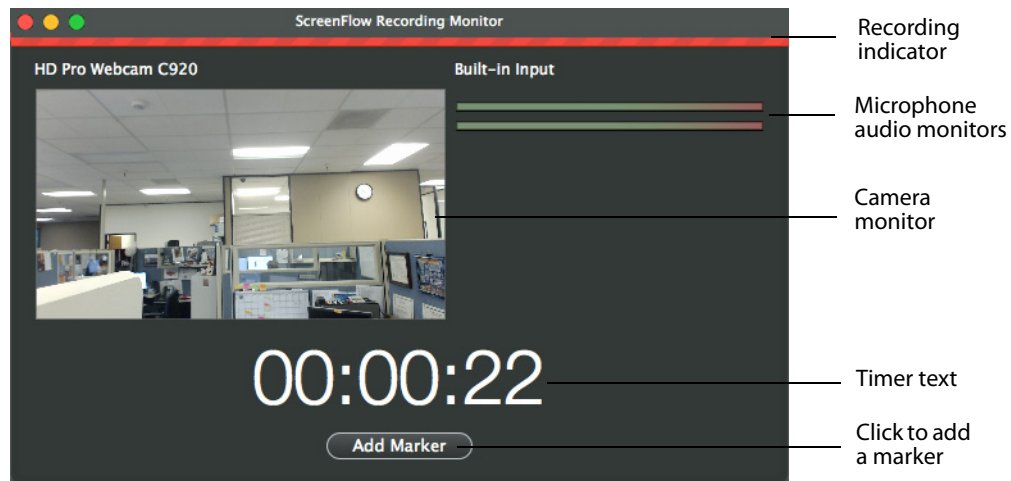 ScreenFlow Recording Monitor
HD Pro Webcam C920
Built-in Input
00:00:22
Add Marker
Recording
indicator
Microphone
audio monitors
Camera
monitor
Timer text
Click to add
a marker